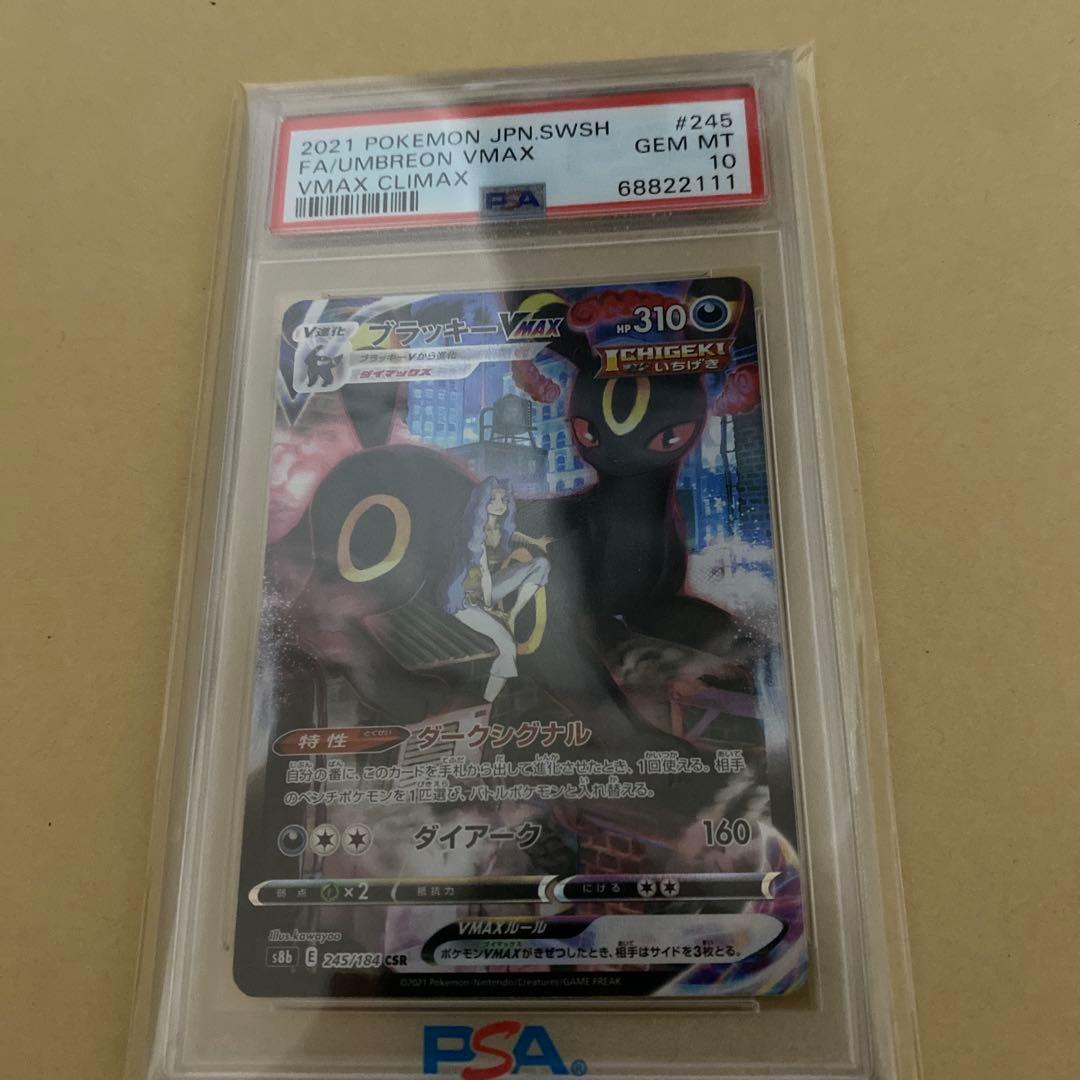 2021 POKEMON JPN.SWSH #245
FA/UMBREON VMAX GEM MT
VMAX CLIMAX 10
PSA 68822111
V進化 ブラッキーVMAX HP 310
ブラッキーVから進化
ダイマックス
ICHIGEKI
いちげき
特性 とくせい ダークシグナル
自分の番に、このカードを手札から出して進化させたとき、1回使える。相手
のベンチポケモンを1匹選び、バトルポケモンと入れ替える。
ダイアーク 160
弱点 ×2 抵抗力 にげる
VMAXルール
ポケモンVMAXがきぜつしたとき、相手はサイドを3枚とる。
illus.kawayoo
s8b E 245/184 CSR
©2021 Pokémon/Nintendo/Creatures/GAME FREAK.
PSA®